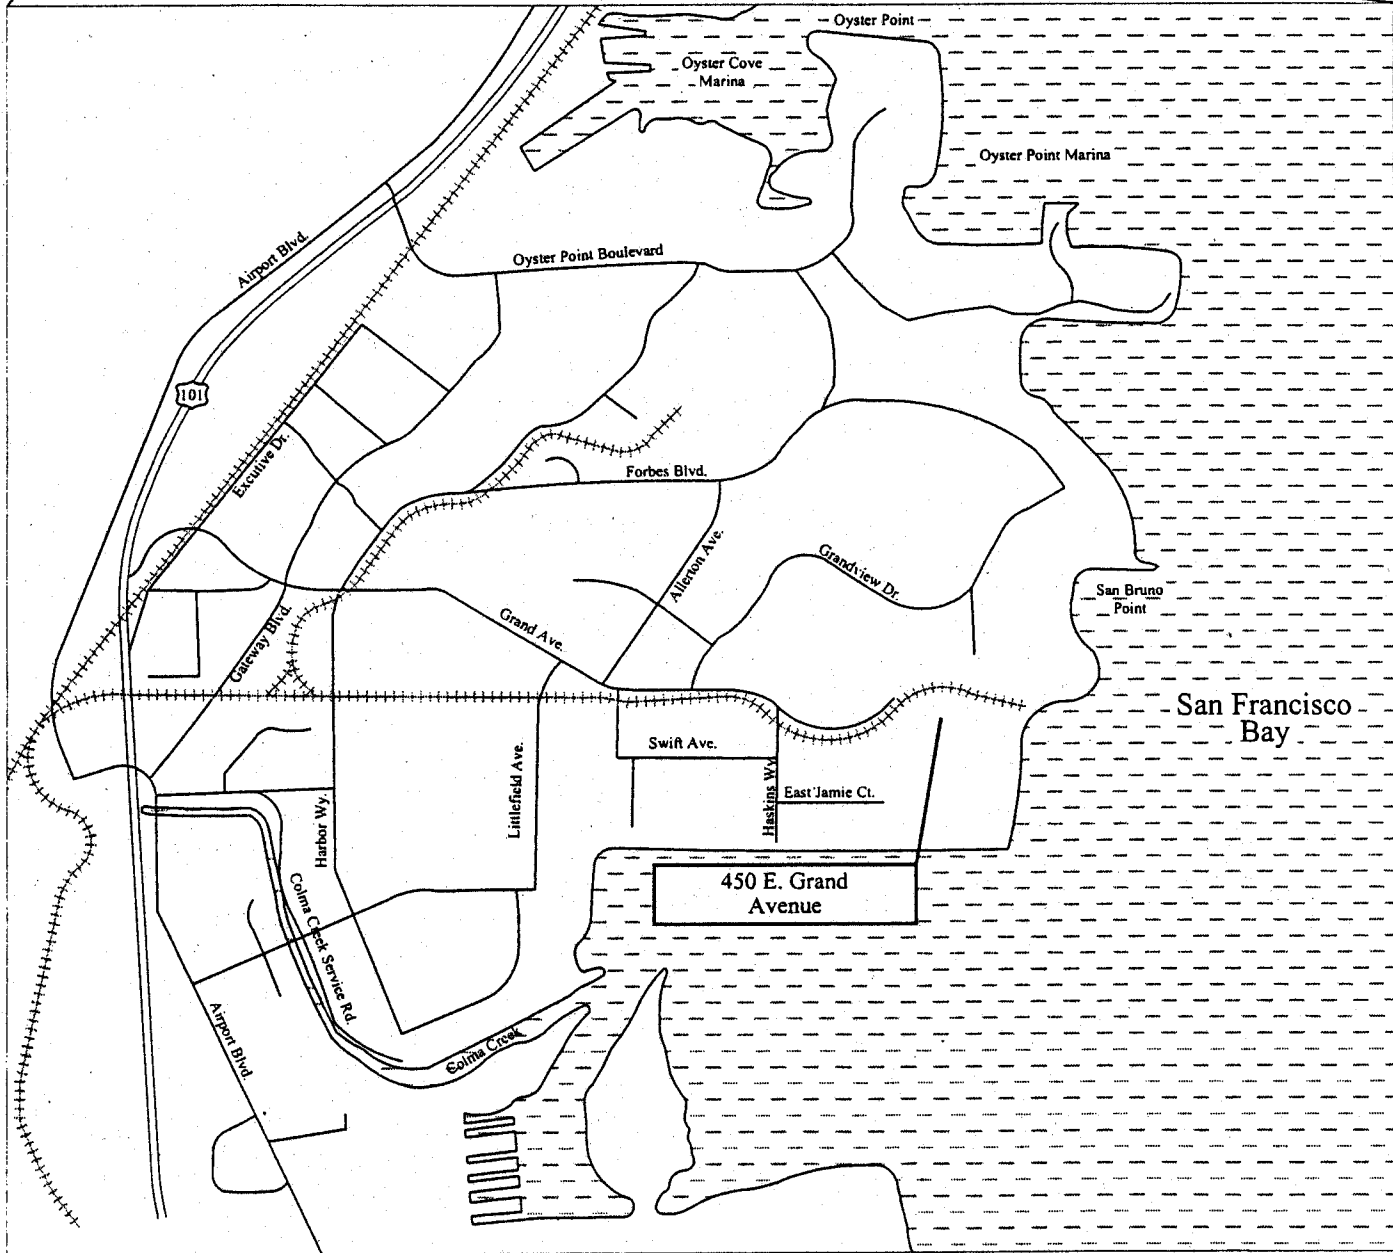 Oyster Point
Oyster Cove
Marina
Oyster Point Marina
Airport Blvd.
Oyster Point Boulevard
101
Excutive Dr.
Forbes Blvd.
Allerton Ave.
Grandview Dr.
San Bruno
Point
Gateway Blvd.
Grand Ave.
San Francisco
Bay
Swift Ave.
Littlefield Ave.
Haskins Wy.
East Jamie Ct.
Harbor Wy.
450 E. Grand
Avenue
Colma Creek Service Rd.
Airport Blvd.
Colma Creek